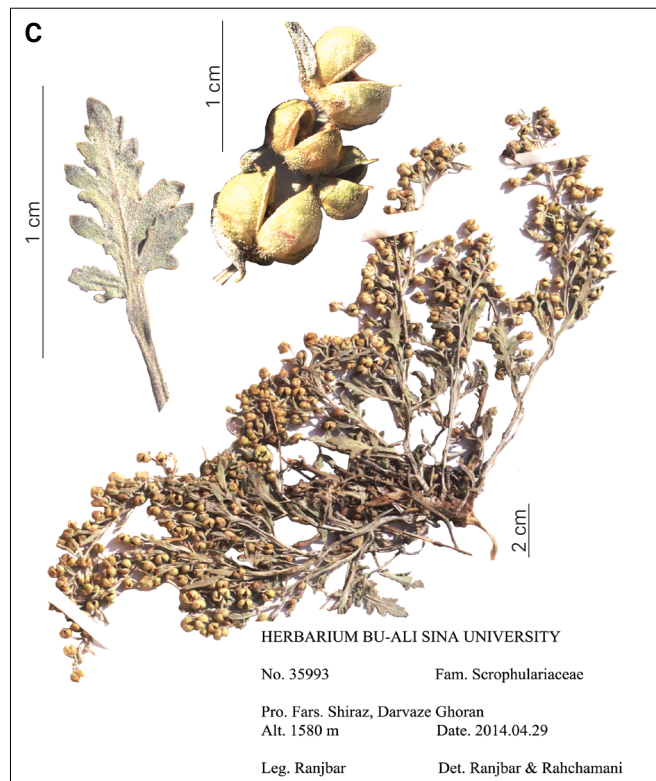 C
1 cm
1 cm
2 cm
HERBARIUM BU-ALI SINA UNIVERSITY
No. 35993 Fam. Scrophulariaceae
Pro. Fars. Shiraz, Darvaze Ghoran
Alt. 1580 m Date. 2014.04.29
Leg. Ranjbar Det. Ranjbar & Rahchamani